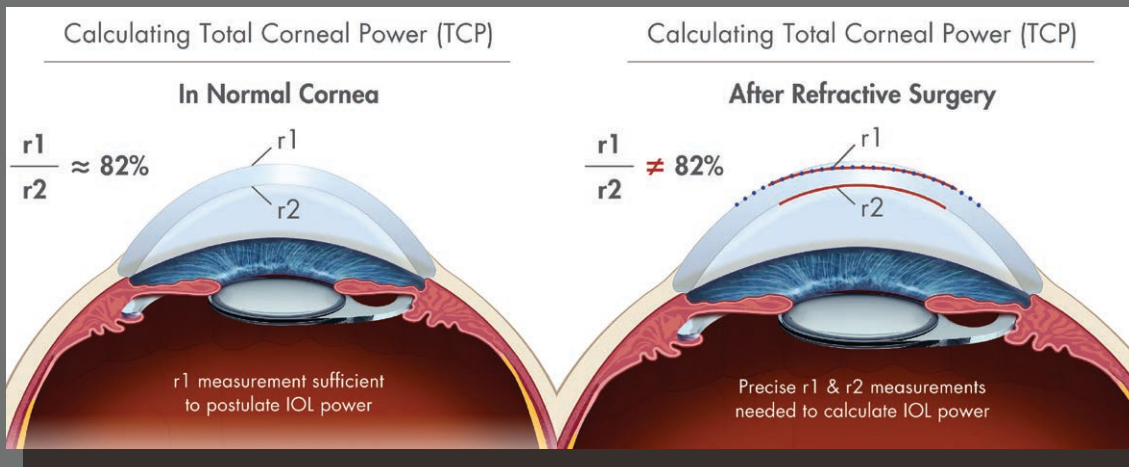 Calculating Total Corneal Power (TCP)
In Normal Cornea
r1
r2
≈ 82%
r1
r2
r1 measurement sufficient
to postulate IOL power
Calculating Total Corneal Power (TCP)
After Refractive Surgery
r1
r2
≠ 82%
r1
r2
Precise r1 & r2 measurements
needed to calculate IOL power